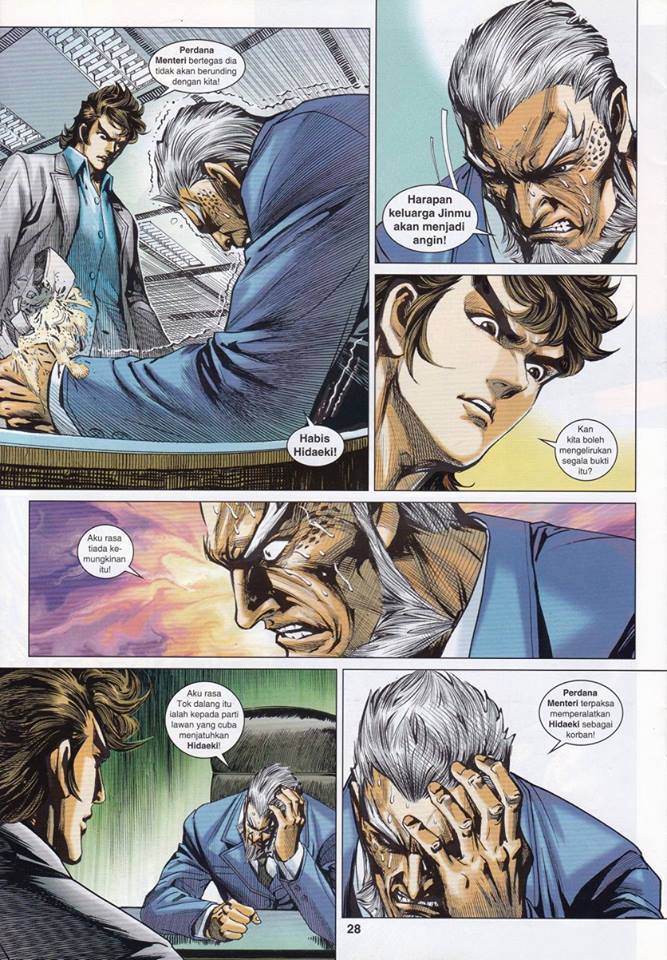 Perdana
Menteri bertegas dia
tidak akan berunding
dengan kita!
Habis
Hidaeki!
Harapan
keluarga Jinmu
akan menjadi
angin!
Kan
kita boleh
mengelirukan
segala bukti
itu?
Aku rasa
tiada ke-
mungkinan
itu!
Aku rasa
Tok dalang itu
ialah kepada parti
lawan yang cuba
menjatuhkan
Hidaeki!
Perdana
Menteri terpaksa
memperalatkan
Hidaeki sebagai
korban!
28